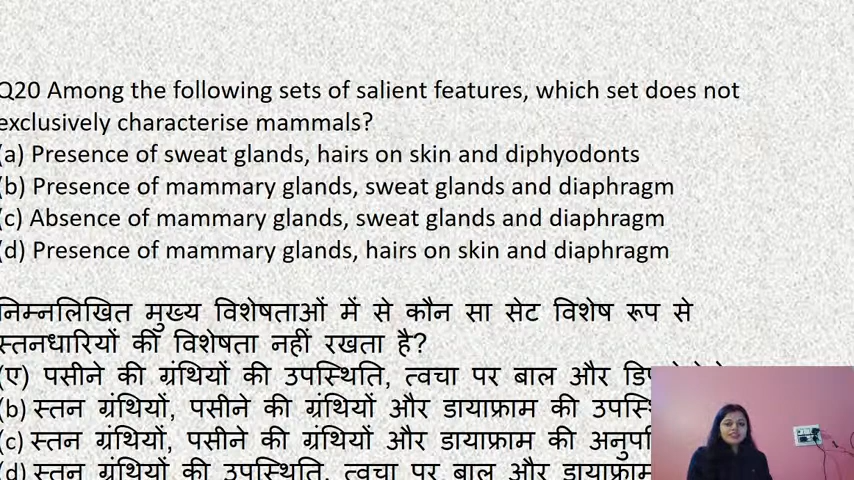 Q20 Among the following sets of salient features, which set does not
exclusively characterise mammals?
(a) Presence of sweat glands, hairs on skin and diphyodonts
(b) Presence of mammary glands, sweat glands and diaphragm
(c) Absence of mammary glands, sweat glands and diaphragm
(d) Presence of mammary glands, hairs on skin and diaphragm
निम्नलिखित मुख्य विशेषताओं में से कौन सा सेट विशेष रूप से
स्तनधारियों की विशेषता नहीं रखता है?
(ए) पसीने की ग्रंथियों की उपस्थिति, त्वचा पर बाल और
(b) स्तन ग्रंथियों, पसीने की ग्रंथियों और डायाफ्राम की
(c) स्तन ग्रंथियों, पसीने की ग्रंथियों और डायाफ्राम की
(d) स्तन ग्रंथियों की उपस्थिति, त्वचा पर बाल और डायाफ्राम